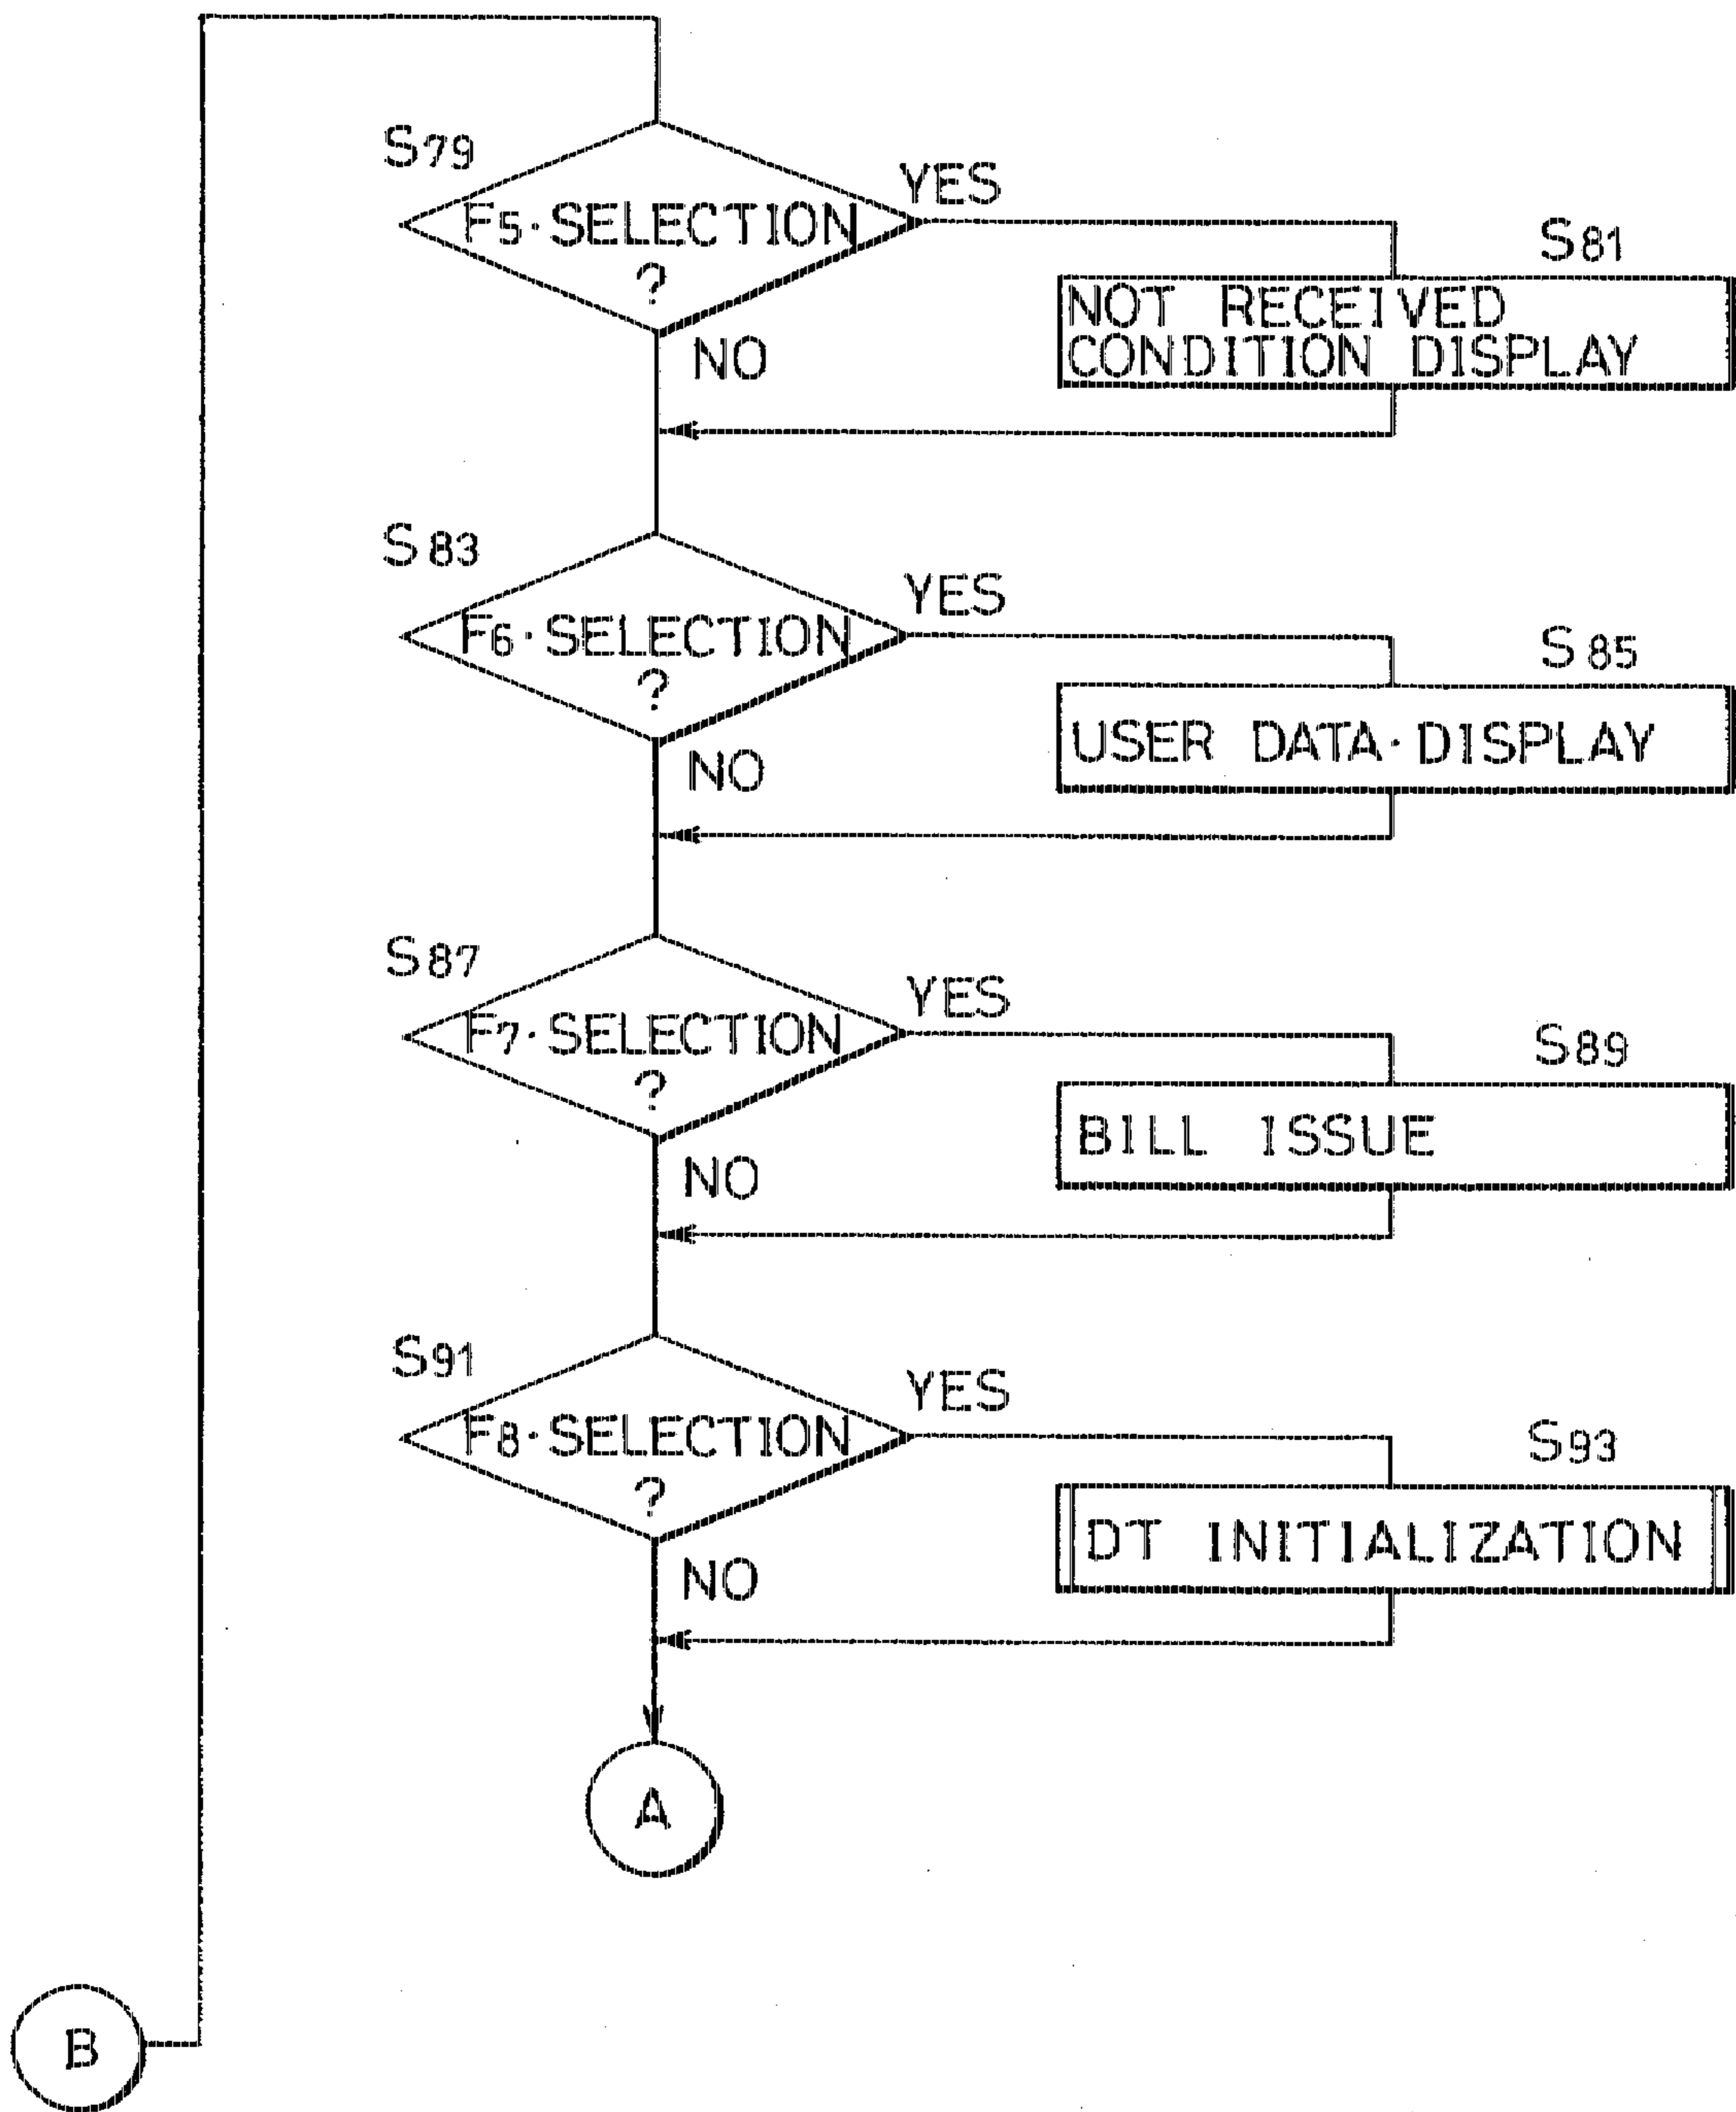 S79
F5·SELECTION
?
YES
NO
S81
NOT RECEIVED
CONDITION DISPLAY
S83
F6·SELECTION
?
YES
NO
S85
USER DATA·DISPLAY
S87
F7·SELECTION
?
YES
NO
S89
BILL ISSUE
S91
F8·SELECTION
?
YES
NO
S93
DT INITIALIZATION
A
B